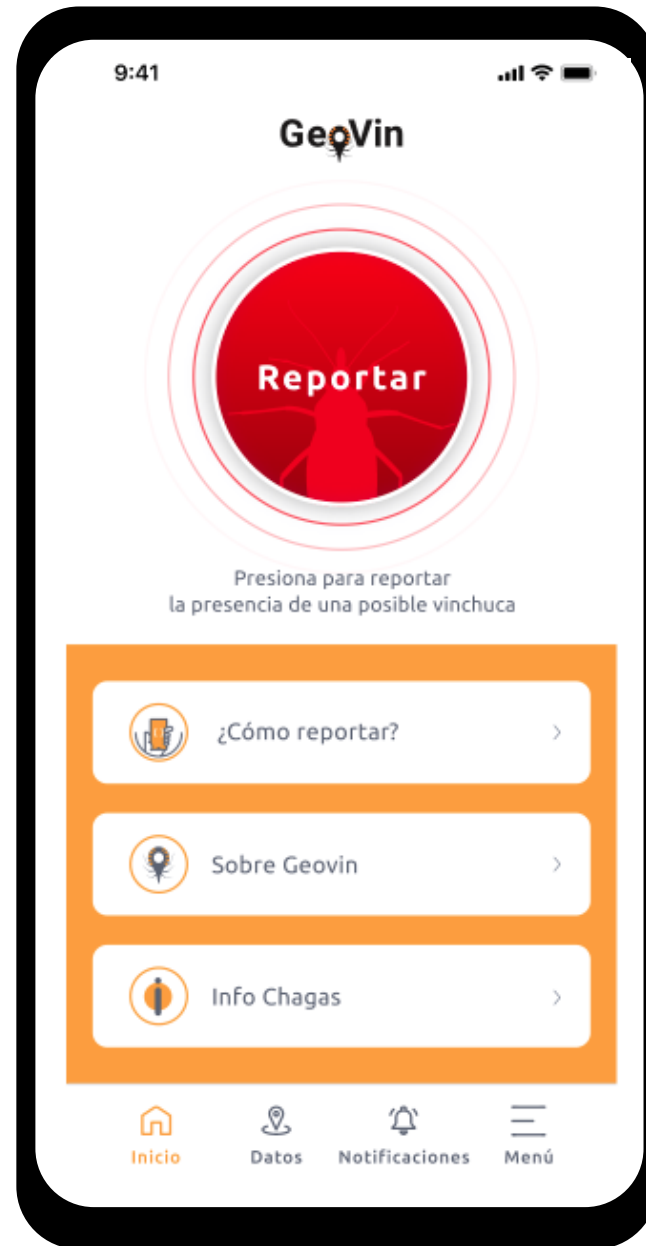 9:41
GeoVin
Reportar
Presiona para reportar
la presencia de una posible vinchuca
¿Cómo reportar?
Sobre Geovin
Info Chagas
Inicio
Datos
Notificaciones
Menú